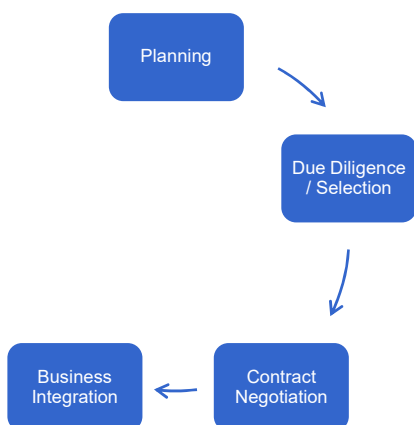 Planning
Due Diligence
/ Selection
Contract
Negotiation
Business
Integration